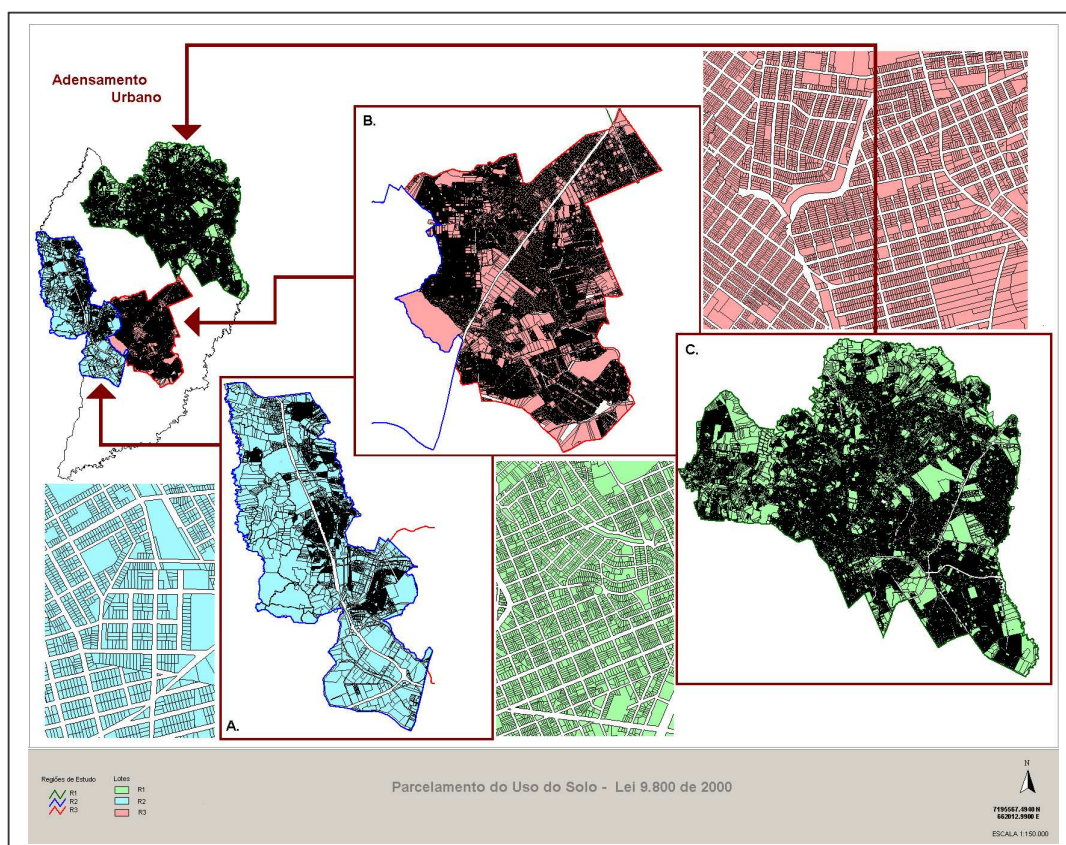 Adensamento
Urbano
B.
C.
A.
Regiões de Estudo
R1
R2
R3
Lotes
R1
R2
R3
Parcelamento do Uso do Solo - Lei 9.800 de 2000
N
7195567.4940 N
662012.9900 E
ESCALA 1:150.000